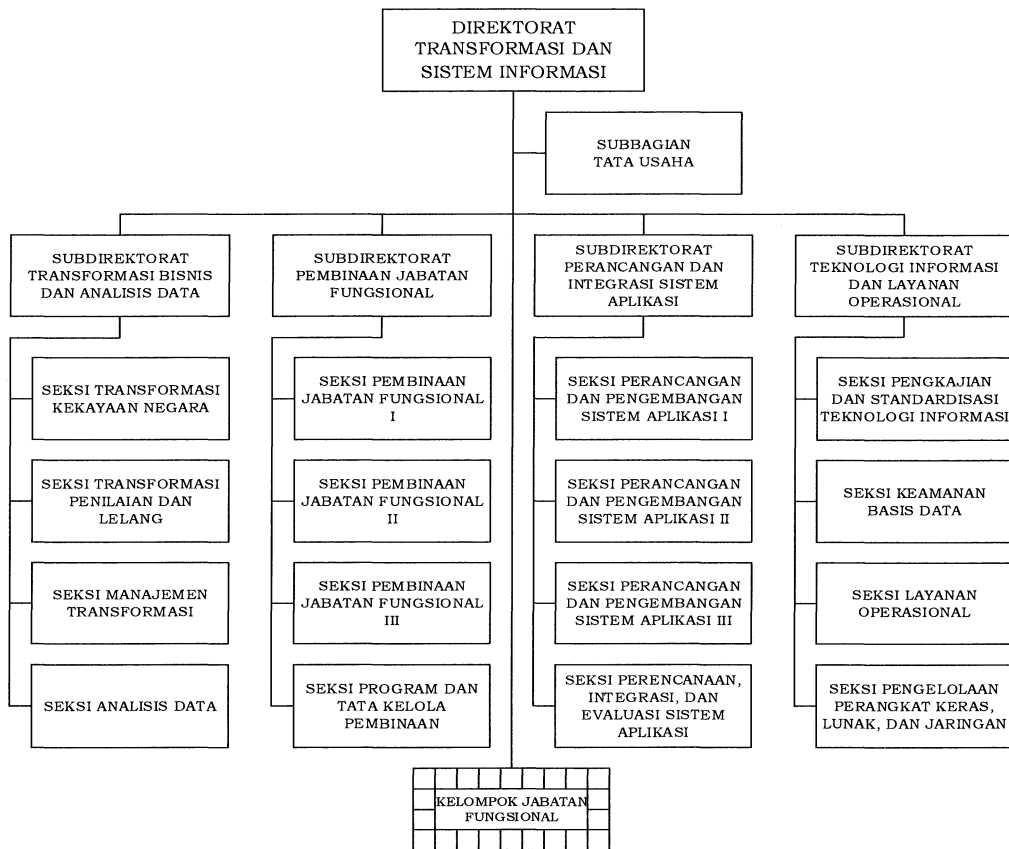 DIREKTORAT
TRANSFORMASI DAN
SISTEM INFORMASI
SUBBAGIAN
TATA USAHA
SUBDIREKTORAT
TRANSFORMASI BISNIS
DAN ANALISIS DATA
SUBDIREKTORAT
PEMBINAAN JABATAN
FUNGSIONAL
SUBDIREKTORAT
PERANCANGAN DAN
INTEGRASI SISTEM
APLIKASI
SUBDIREKTORAT
TEKNOLOGI INFORMASI
DAN LAYANAN
OPERASIONAL
SEKSI TRANSFORMASI
KEKAYAAN NEGARA
SEKSI PEMBINAAN
JABATAN FUNGSIONAL
I
SEKSI PERANCANGAN
DAN PENGEMBANGAN
SISTEM APLIKASI I
SEKSI PENGKAJIAN
DAN STANDARDISASI
TEKNOLOGI INFORMASI
SEKSI TRANSFORMASI
PENILAIAN DAN
LELANG
SEKSI PEMBINAAN
JABATAN FUNGSIONAL
II
SEKSI PERANCANGAN
DAN PENGEMBANGAN
SISTEM APLIKASI II
SEKSI KEAMANAN
BASIS DATA
SEKSI MANAJEMEN
TRANSFORMASI
SEKSI PEMBINAAN
JABATAN FUNGSIONAL
III
SEKSI PERANCANGAN
DAN PENGEMBANGAN
SISTEM APLIKASI III
SEKSI LAYANAN
OPERASIONAL
SEKSI ANALISIS DATA
SEKSI PROGRAM DAN
TATA KELOLA
PEMBINAAN
SEKSI PERENCANAAN,
INTEGRASI, DAN
EVALUASI SISTEM
APLIKASI
SEKSI PENGELOLAAN
PERANGKAT KERAS,
LUNAK, DAN JARINGAN
KELOMPOK JABATAN
FUNGSIONAL